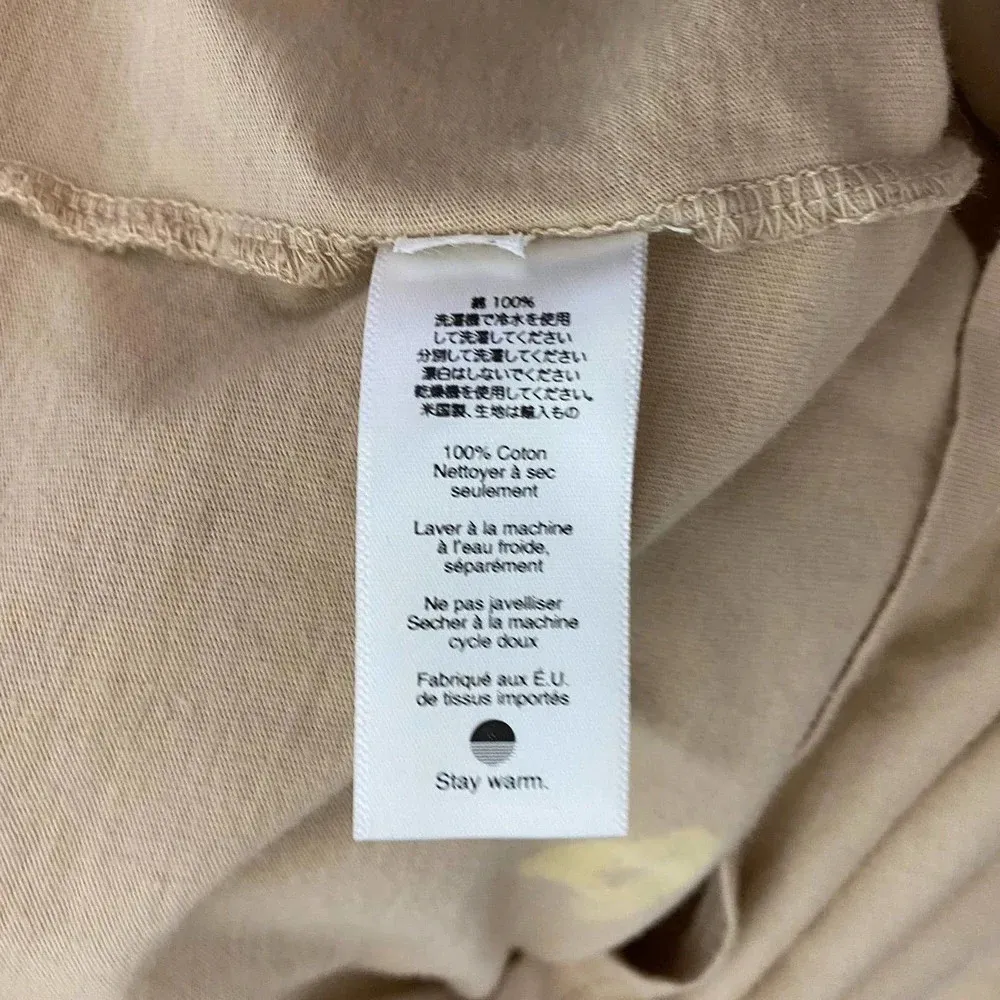 綿 100%
洗濯機で冷水を使用
して洗濯してください
分別して洗濯してください
漂白はしないでください
乾燥機を使用してください。
米国製、生地は輸入もの
100% Coton
Nettoyer à sec
seulement
Laver à la machine
à l'eau froide,
séparément
Ne pas javelliser
Secher à la machine
cycle doux
Fabriqué aux É.U.
de tissus importés
Stay warm.